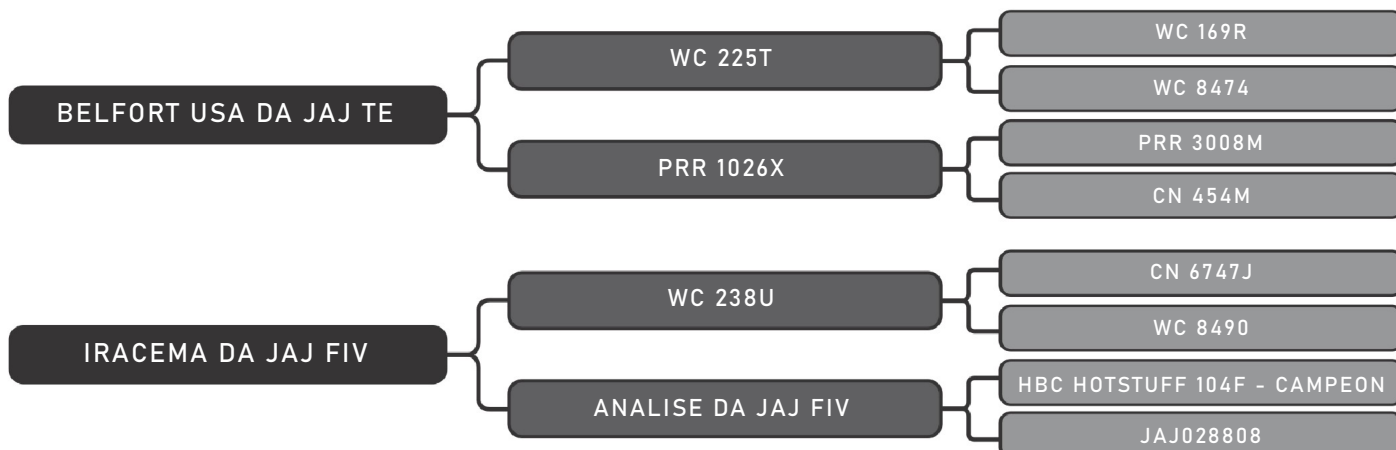 WC 169R
WC 225T
WC 8474
BELFORT USA DA JAJ TE
PRR 3008M
PRR 1026X
CN 454M
CN 6747J
WC 238U
WC 8490
IRACEMA DA JAJ FIV
HBC HOTSTUFF 104F - CAMPEON
ANALISE DA JAJ FIV
JAJ028808